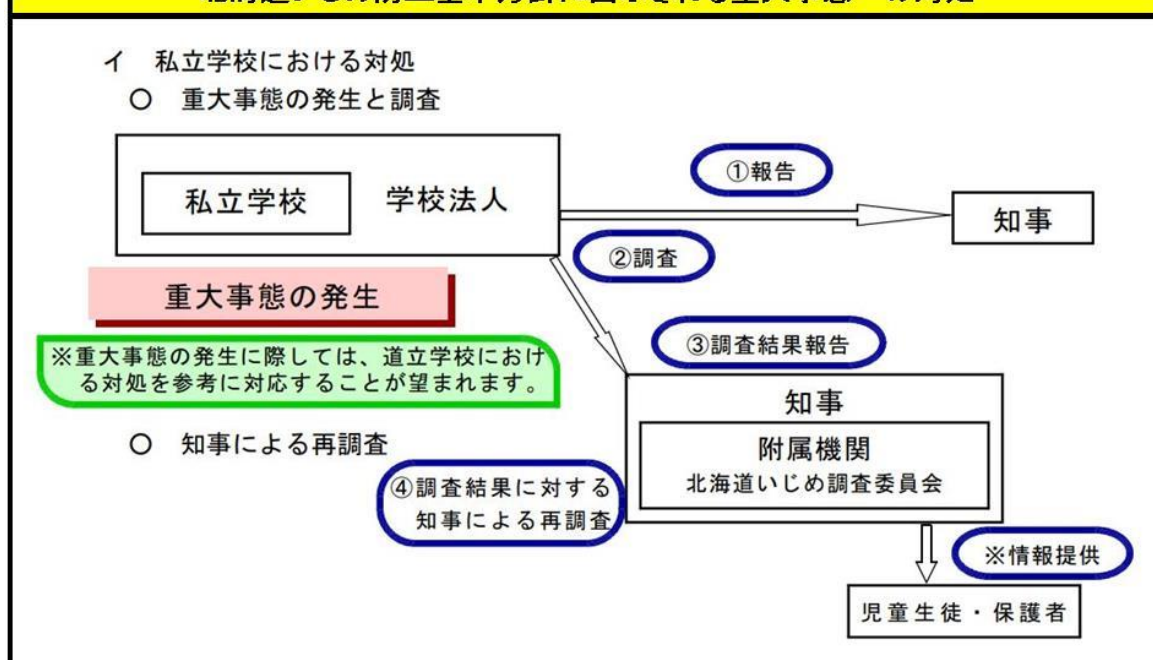 イ 私立学校における対処
○ 重大事態の発生と調査
私立学校
学校法人
①報告
知事
②調査
重大事態の発生
※重大事態の発生に際しては、道立学校におけ
る対処を参考に対応することが望まれます。
③調査結果報告
知事
附属機関
北海道いじめ調査委員会
○ 知事による再調査
④調査結果に対する
知事による再調査
※情報提供
児童生徒・保護者